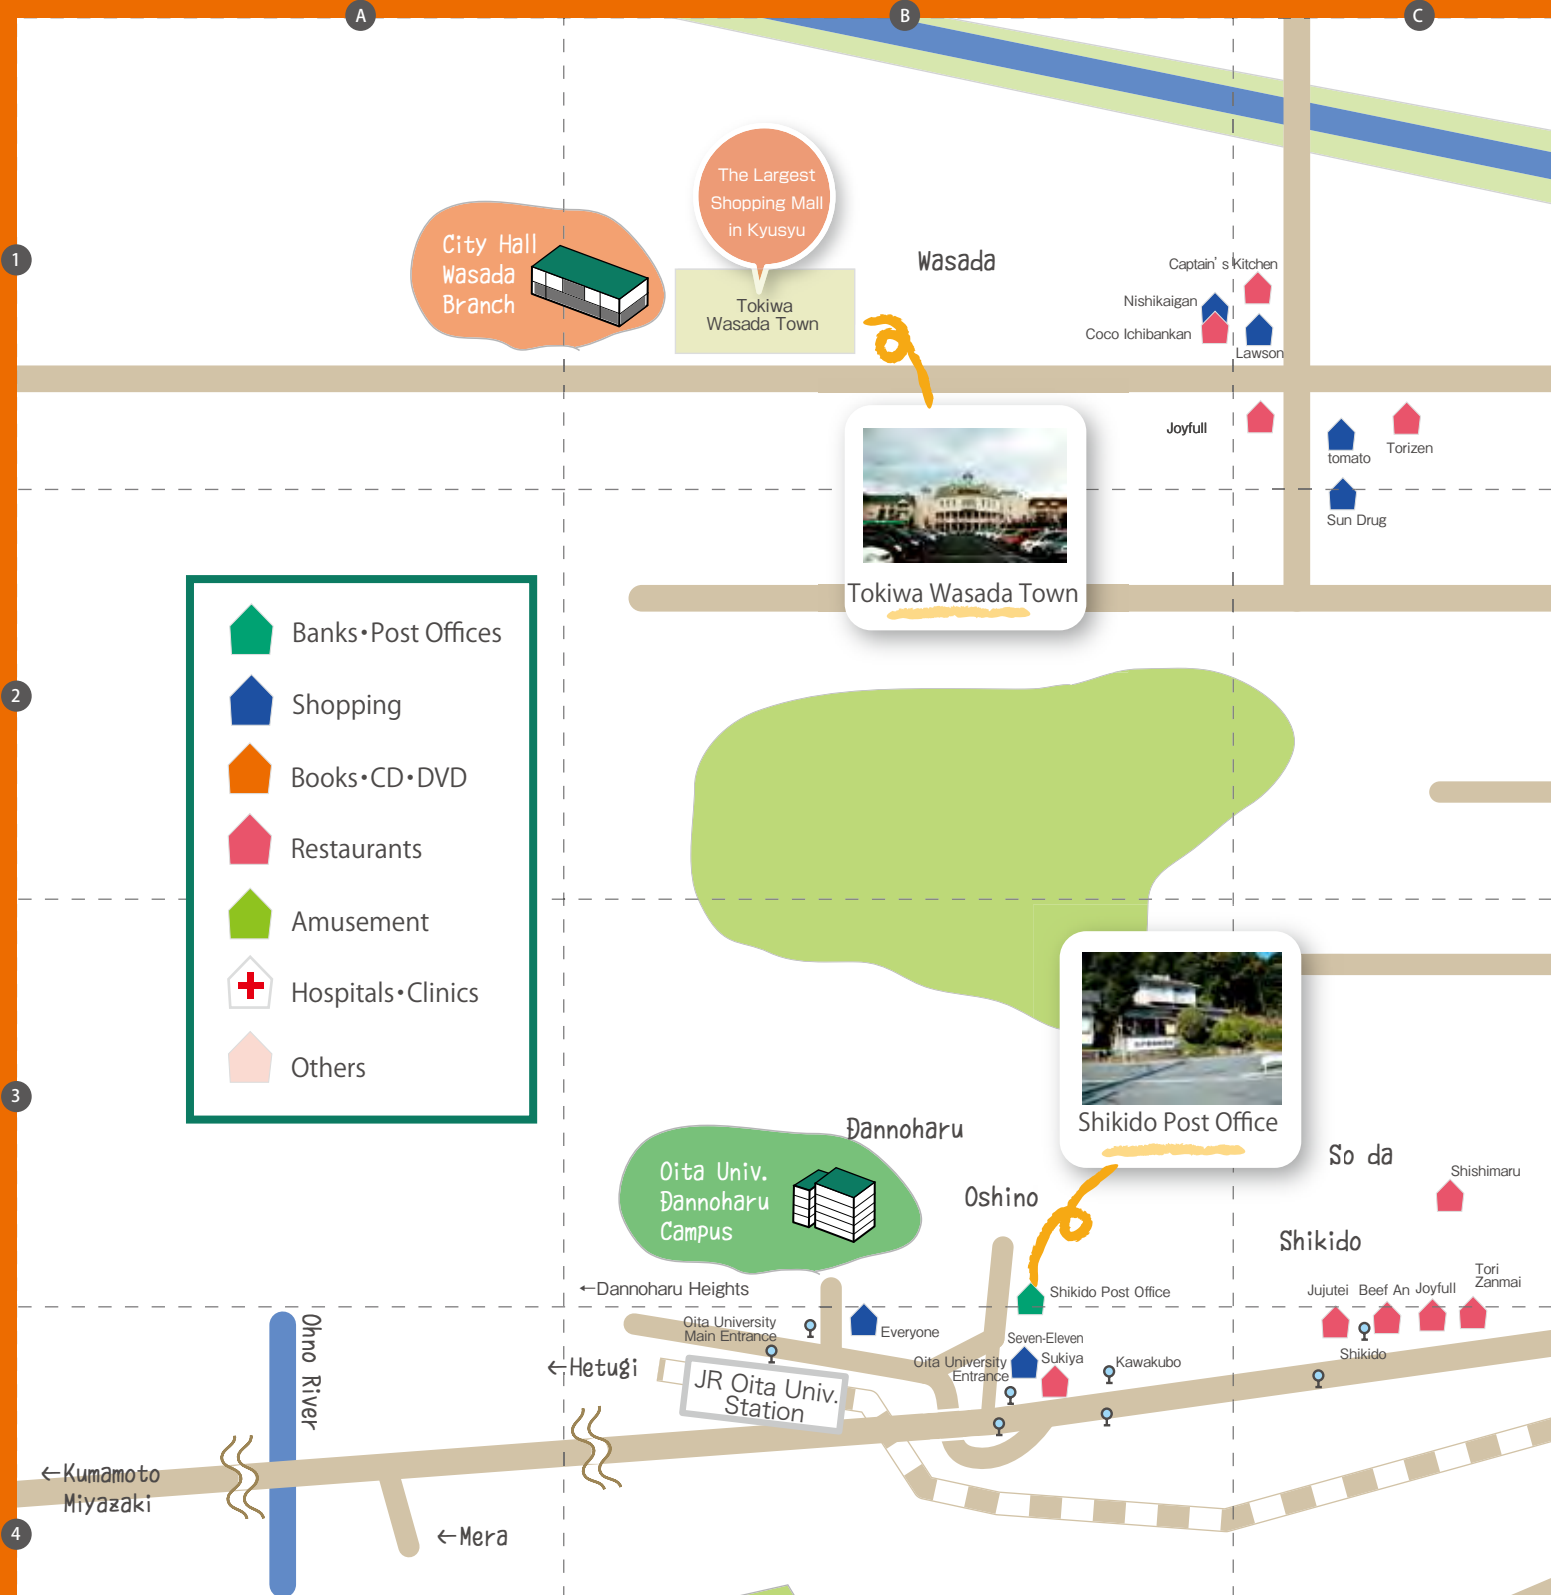 A
B
C
1
2
3
4
The Largest
Shopping Mall
in Kyusyu
City Hall
Wasada
Branch
Tokiwa
Wasada Town
Wasada
Captain's Kitchen
Nishikaigan
Coco Ichibankan
Lawson
Joyfull
tomato
Torizen
Sun Drug
Tokiwa Wasada Town
Banks・Post Offices
Shopping
Books・CD・DVD
Restaurants
Amusement
Hospitals・Clinics
Others
Shikido Post Office
Dannoharu
Oita Univ.
Dannoharu
Campus
Oshino
So da
Shishimaru
Shikido
←Dannoharu Heights
Shikido Post Office
Jujutei
Beef An
Joyfull
Tori
Zanmai
Oita University
Main Entrance
Everyone
Seven-Eleven
Oita University
Entrance
Sukiya
Kawakubo
Shikido
Ohno River
←Hetugi
JR Oita Univ.
Station
←Kumamoto
Miyazaki
←Mera